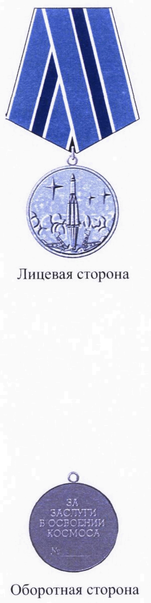 Лицевая сторона
ЗА
ЗАСЛУГИ
В ОСВОЕНИИ
КОСМОСА
№
Оборотная сторона